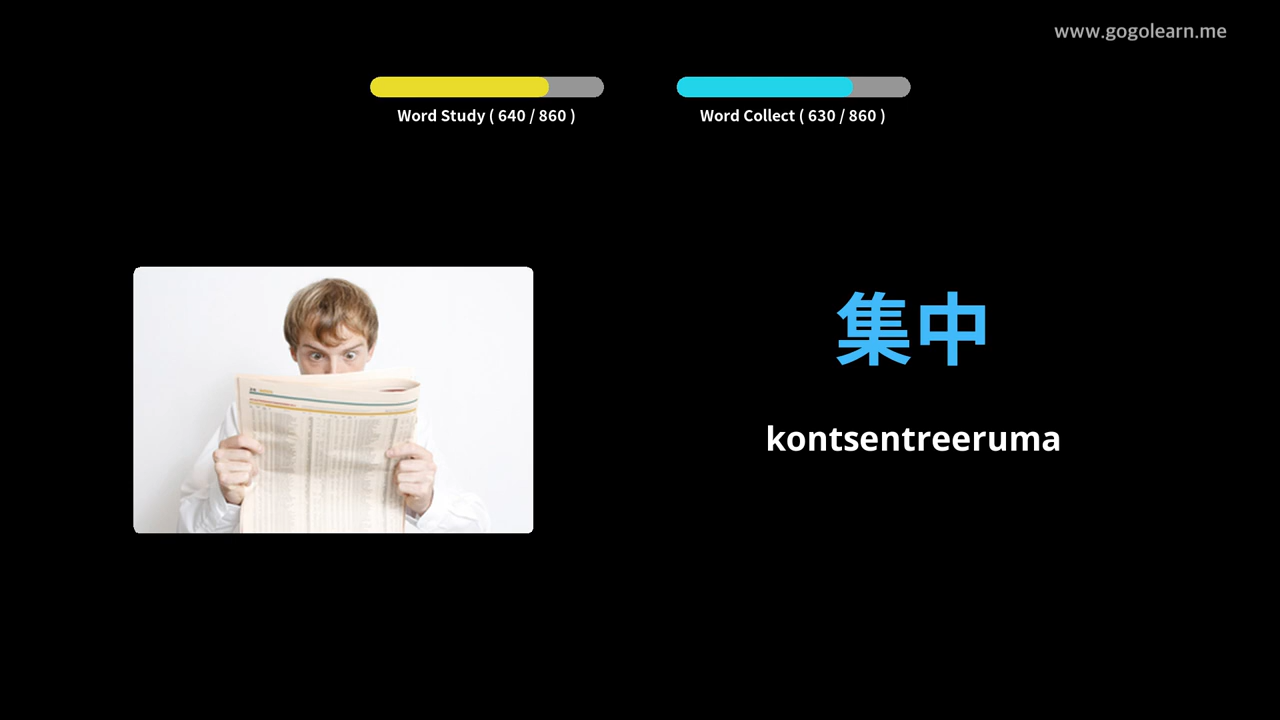 www.gogolearn.me
Word Study ( 640 / 860 )
Word Collect ( 630 / 860 )
集中
kontsentreeruma